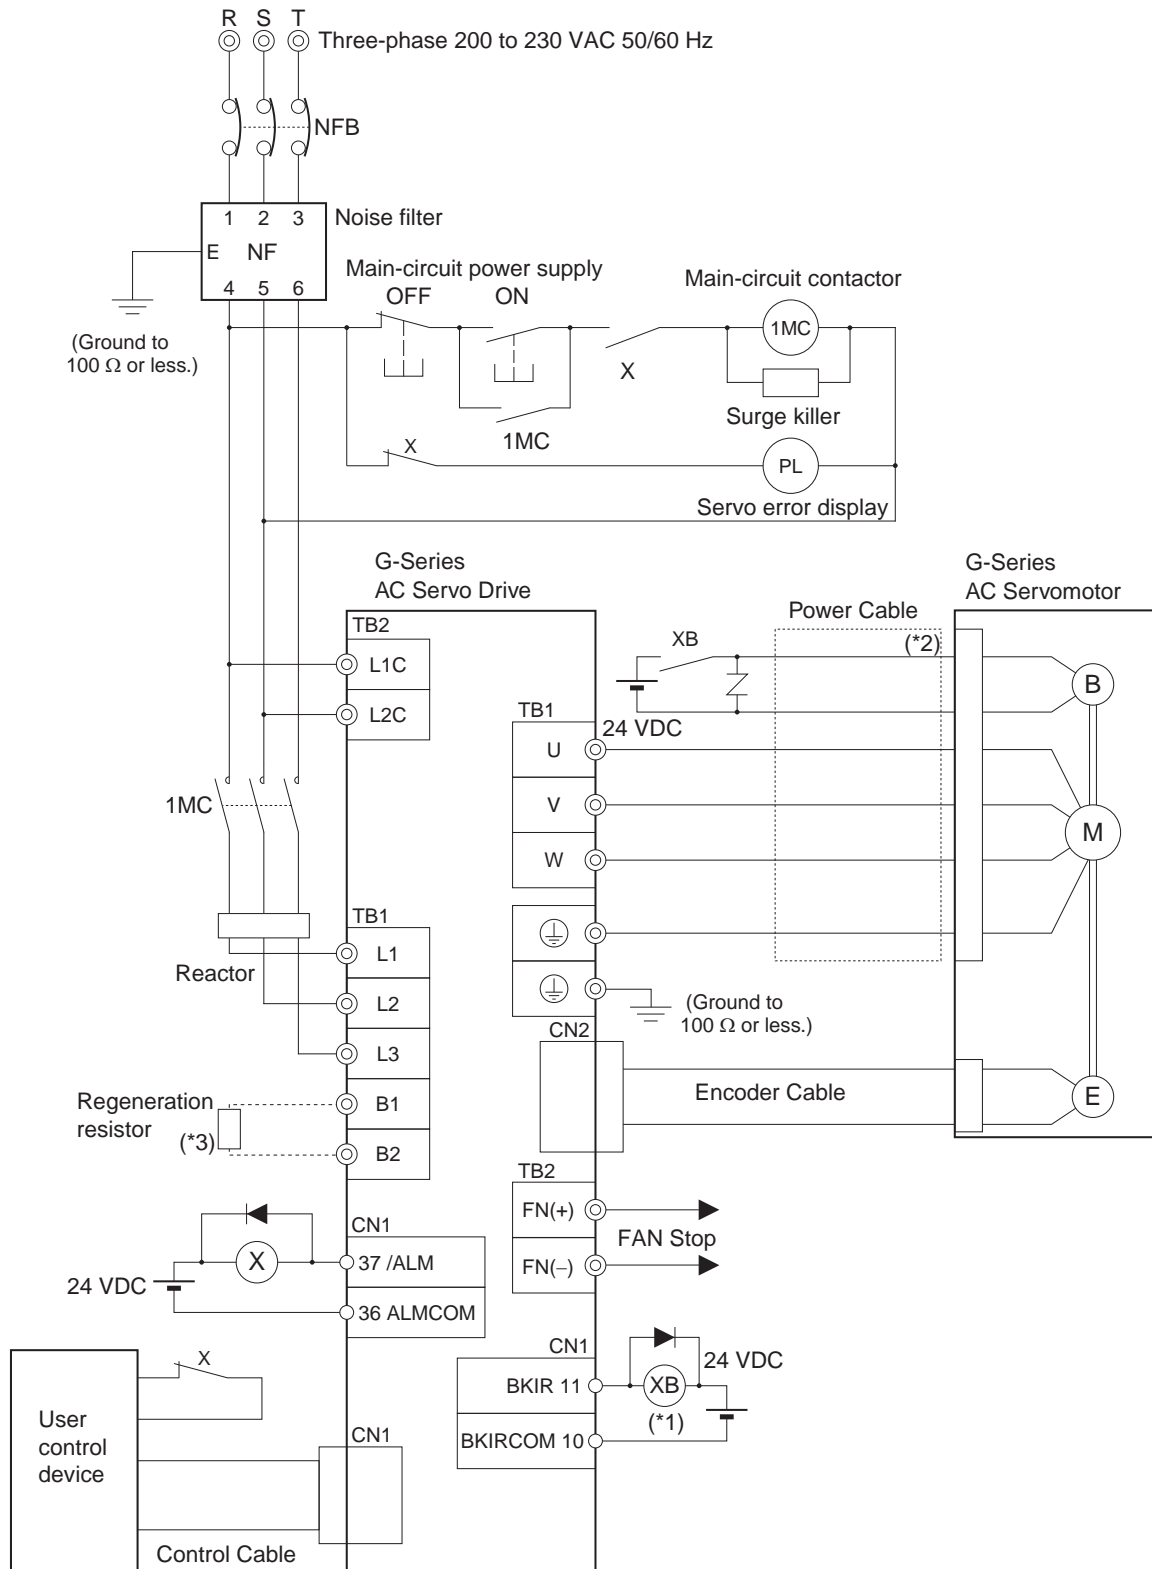 R S T
Three-phase 200 to 230 VAC 50/60 Hz
NFB
1 2 3
Noise filter
E NF
4 5 6
(Ground to
100 Ω or less.)
Main-circuit power supply
OFF ON
Main-circuit contactor
1MC
X
Surge killer
1MC
X
PL
Servo error display
G-Series
AC Servo Drive
G-Series
AC Servomotor
TB2
L1C
L2C
Power Cable
(*2)
XB
24 VDC
B
TB1
U
V
W
M
1MC
Reactor
TB1
L1
L2
L3
B1
B2
(Ground to
100 Ω or less.)
CN2
Encoder Cable
E
Regeneration
resistor
(*3)
TB2
FN(+)
FN(−)
FAN Stop
X
24 VDC
CN1
37 /ALM
36 ALMCOM
CN1
BKIR 11
BKIRCOM 10
XB
(*1)
24 VDC
X
User
control
device
CN1
Control Cable